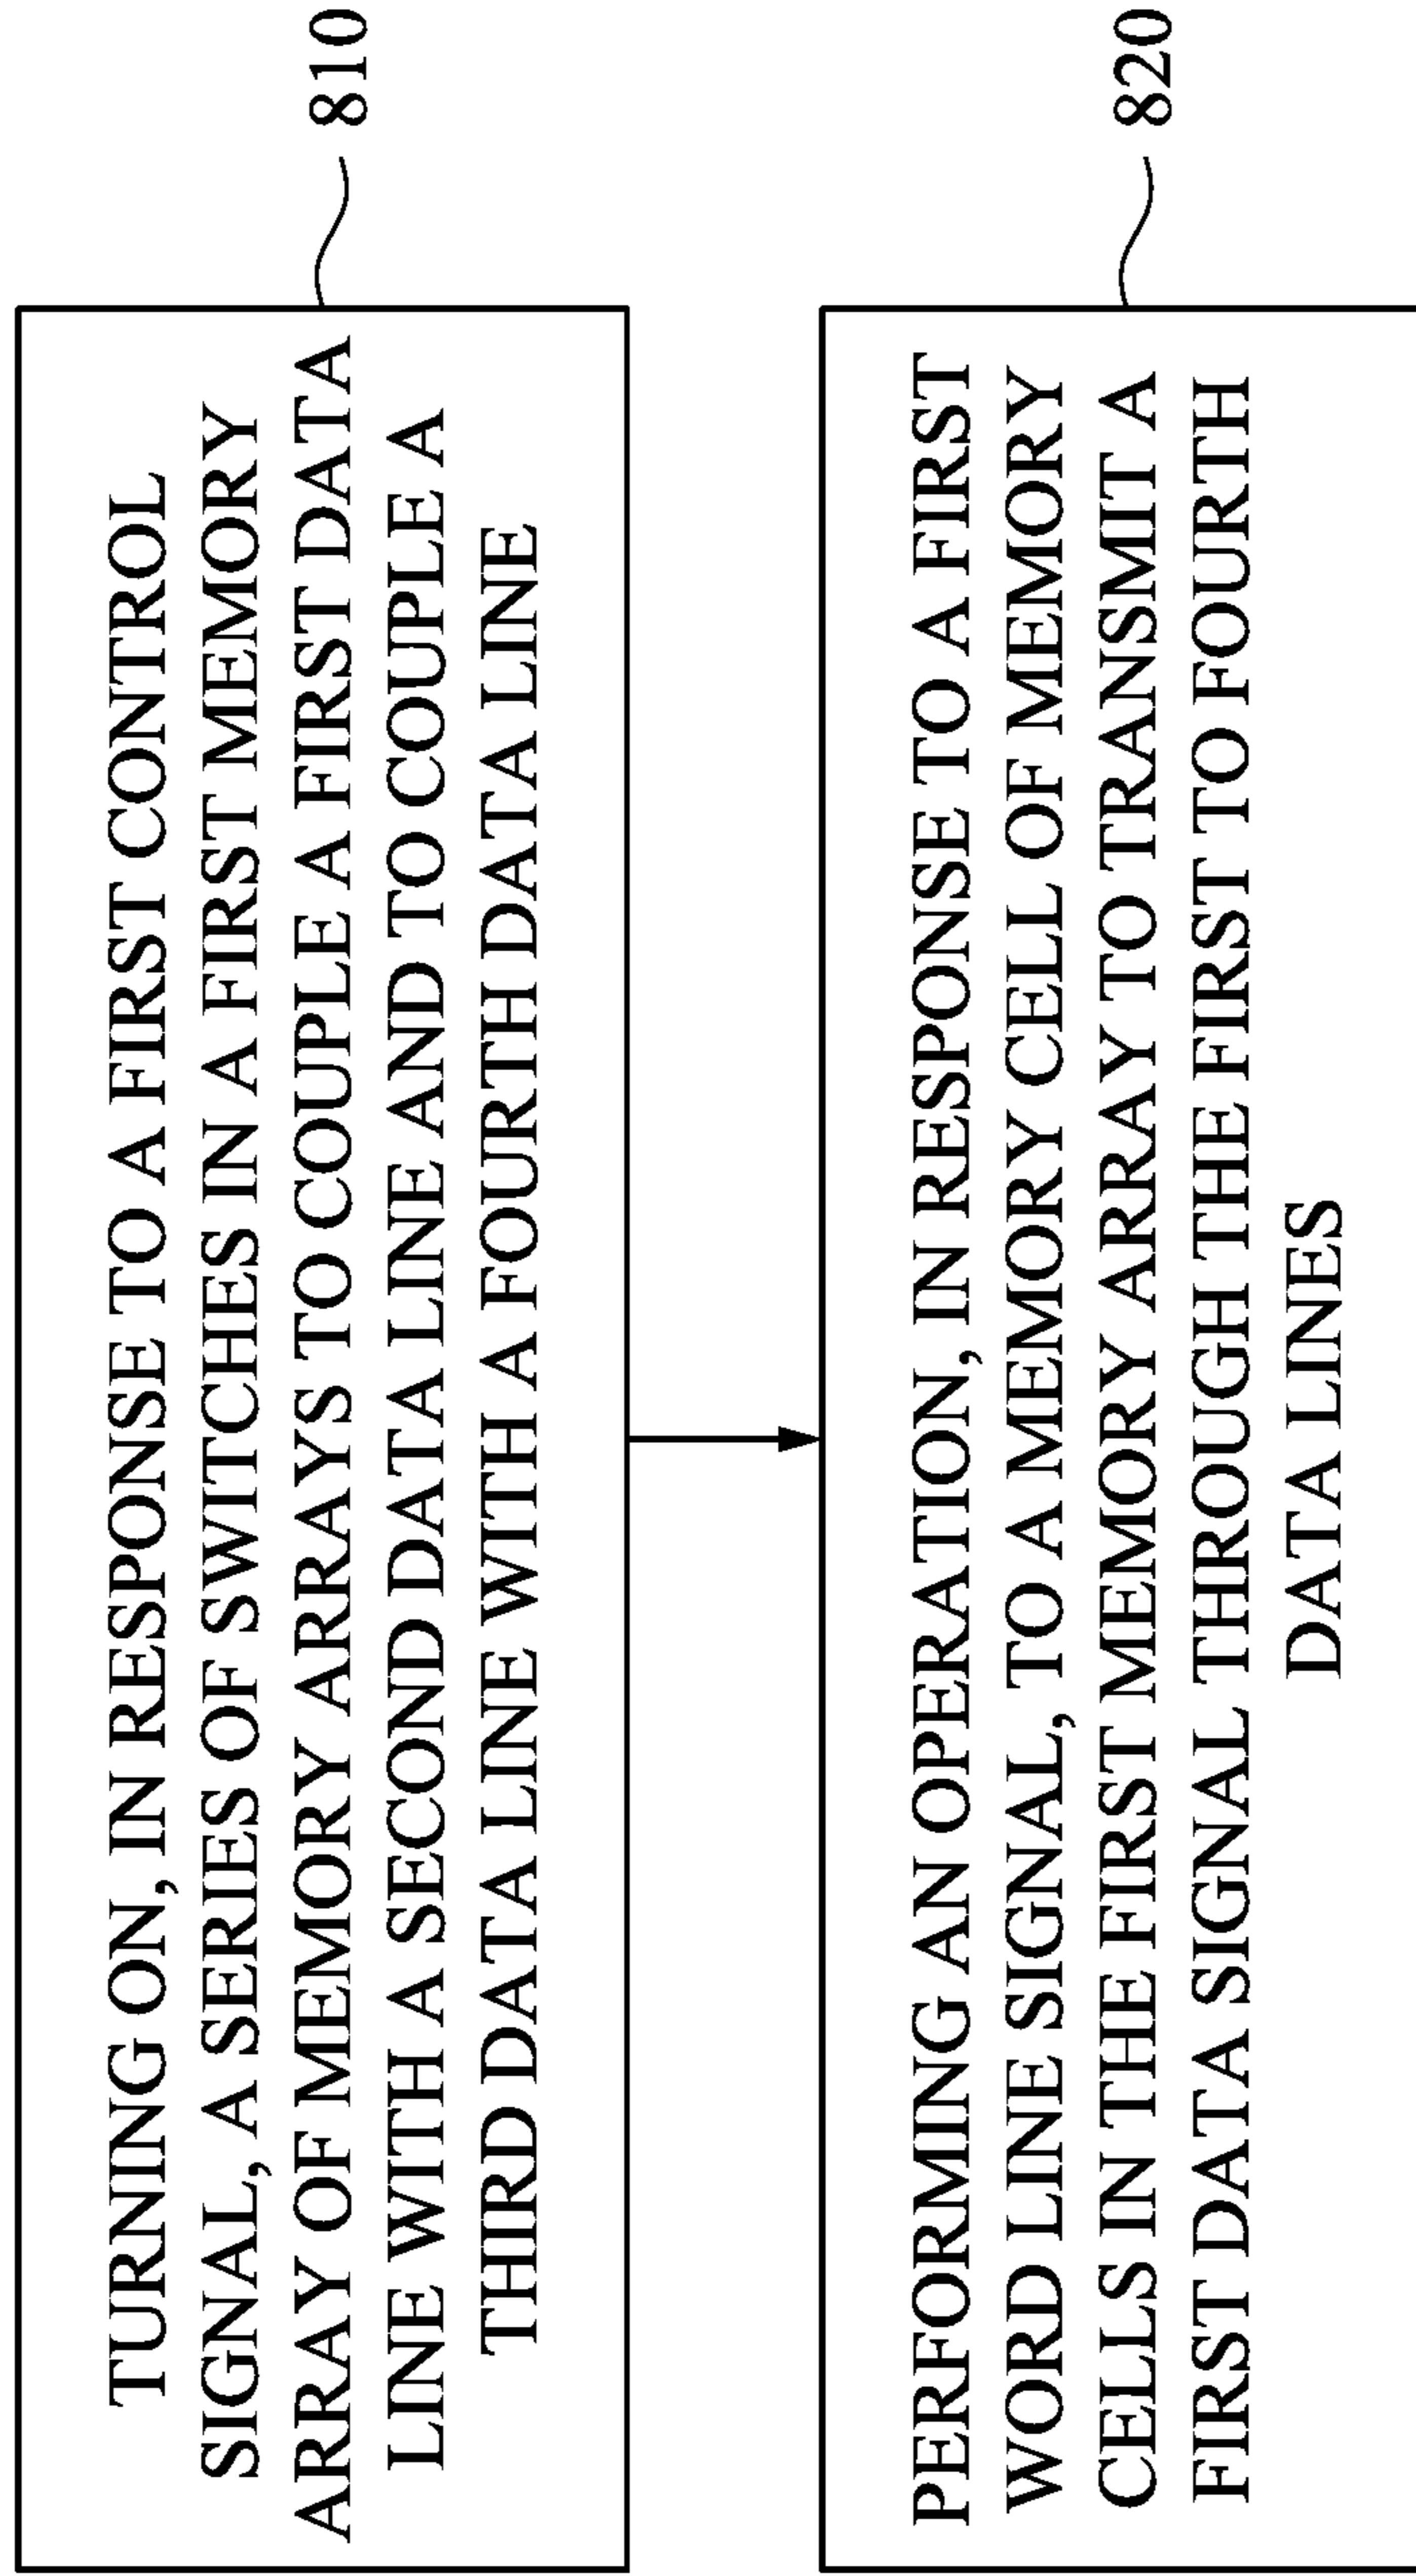 TURNING ON, IN RESPONSE TO A FIRST CONTROL
SIGNAL, A SERIES OF SWITCHES IN A FIRST MEMORY
ARRAY OF MEMORY ARRAYS TO COUPLE A FIRST DATA
LINE WITH A SECOND DATA LINE AND TO COUPLE A
THIRD DATA LINE WITH A FOURTH DATA LINE
810
PERFORMING AN OPERATION, IN RESPONSE TO A FIRST
WORD LINE SIGNAL, TO A MEMORY CELL OF MEMORY
CELLS IN THE FIRST MEMORY ARRAY TO TRANSMIT A
FIRST DATA SIGNAL THROUGH THE FIRST TO FOURTH
DATA LINES
820